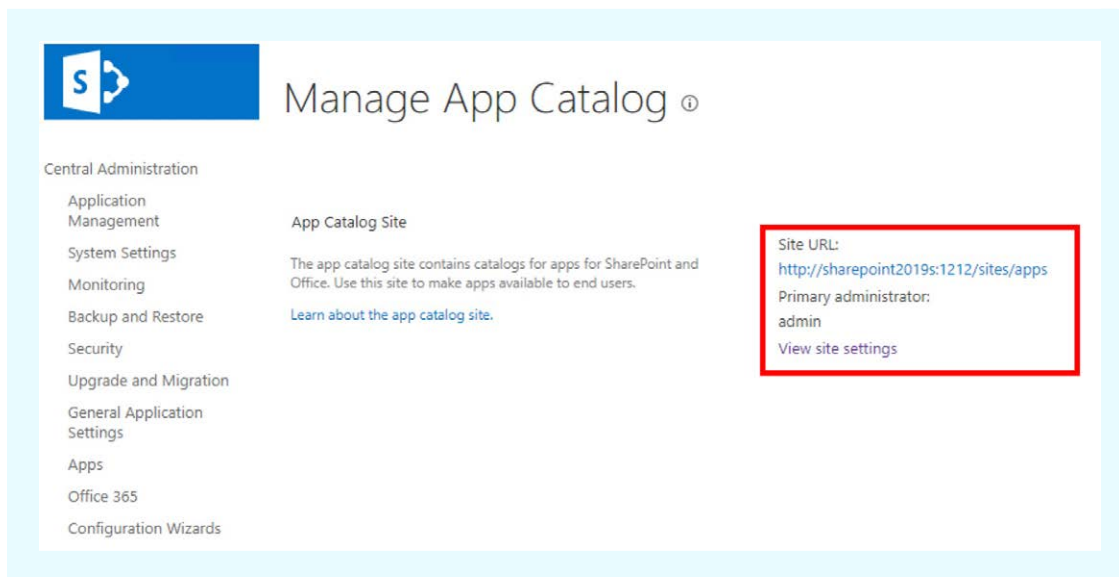 S
Manage App Catalog
Central Administration
Application
Management
System Settings
Monitoring
Backup and Restore
Security
Upgrade and Migration
General Application
Settings
Apps
Office 365
Configuration Wizards
App Catalog Site
The app catalog site contains catalogs for apps for SharePoint and
Office. Use this site to make apps available to end users.
Learn about the app catalog site.
Site URL:
http://sharepoint2019s:1212/sites/apps
Primary administrator:
admin
View site settings